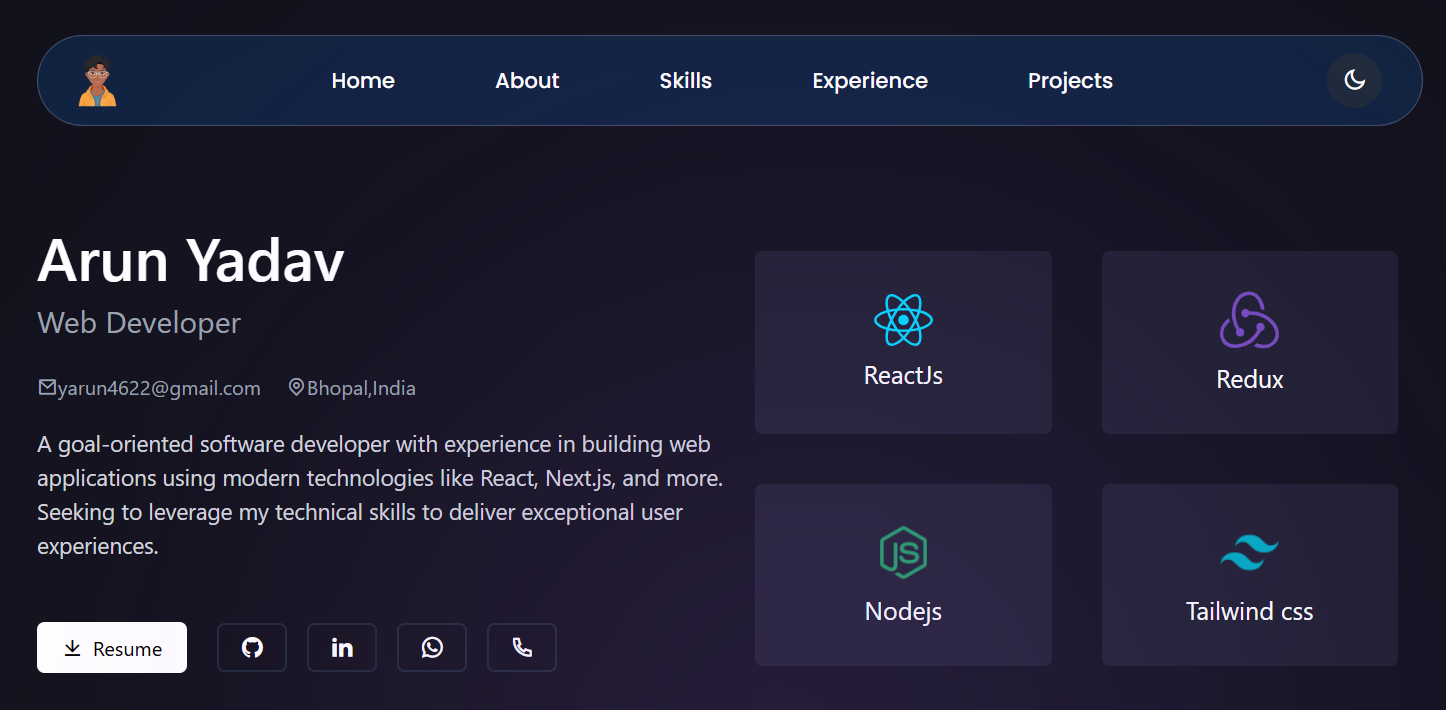 Home About Skills Experience Projects
Arun Yadav
Web Developer
yarun4622@gmail.com Bhopal,India
A goal-oriented software developer with experience in building web
applications using modern technologies like React, Next.js, and more.
Seeking to leverage my technical skills to deliver exceptional user
experiences.
Resume
in
ReactJs
Redux
JS
Nodejs
Tailwind css